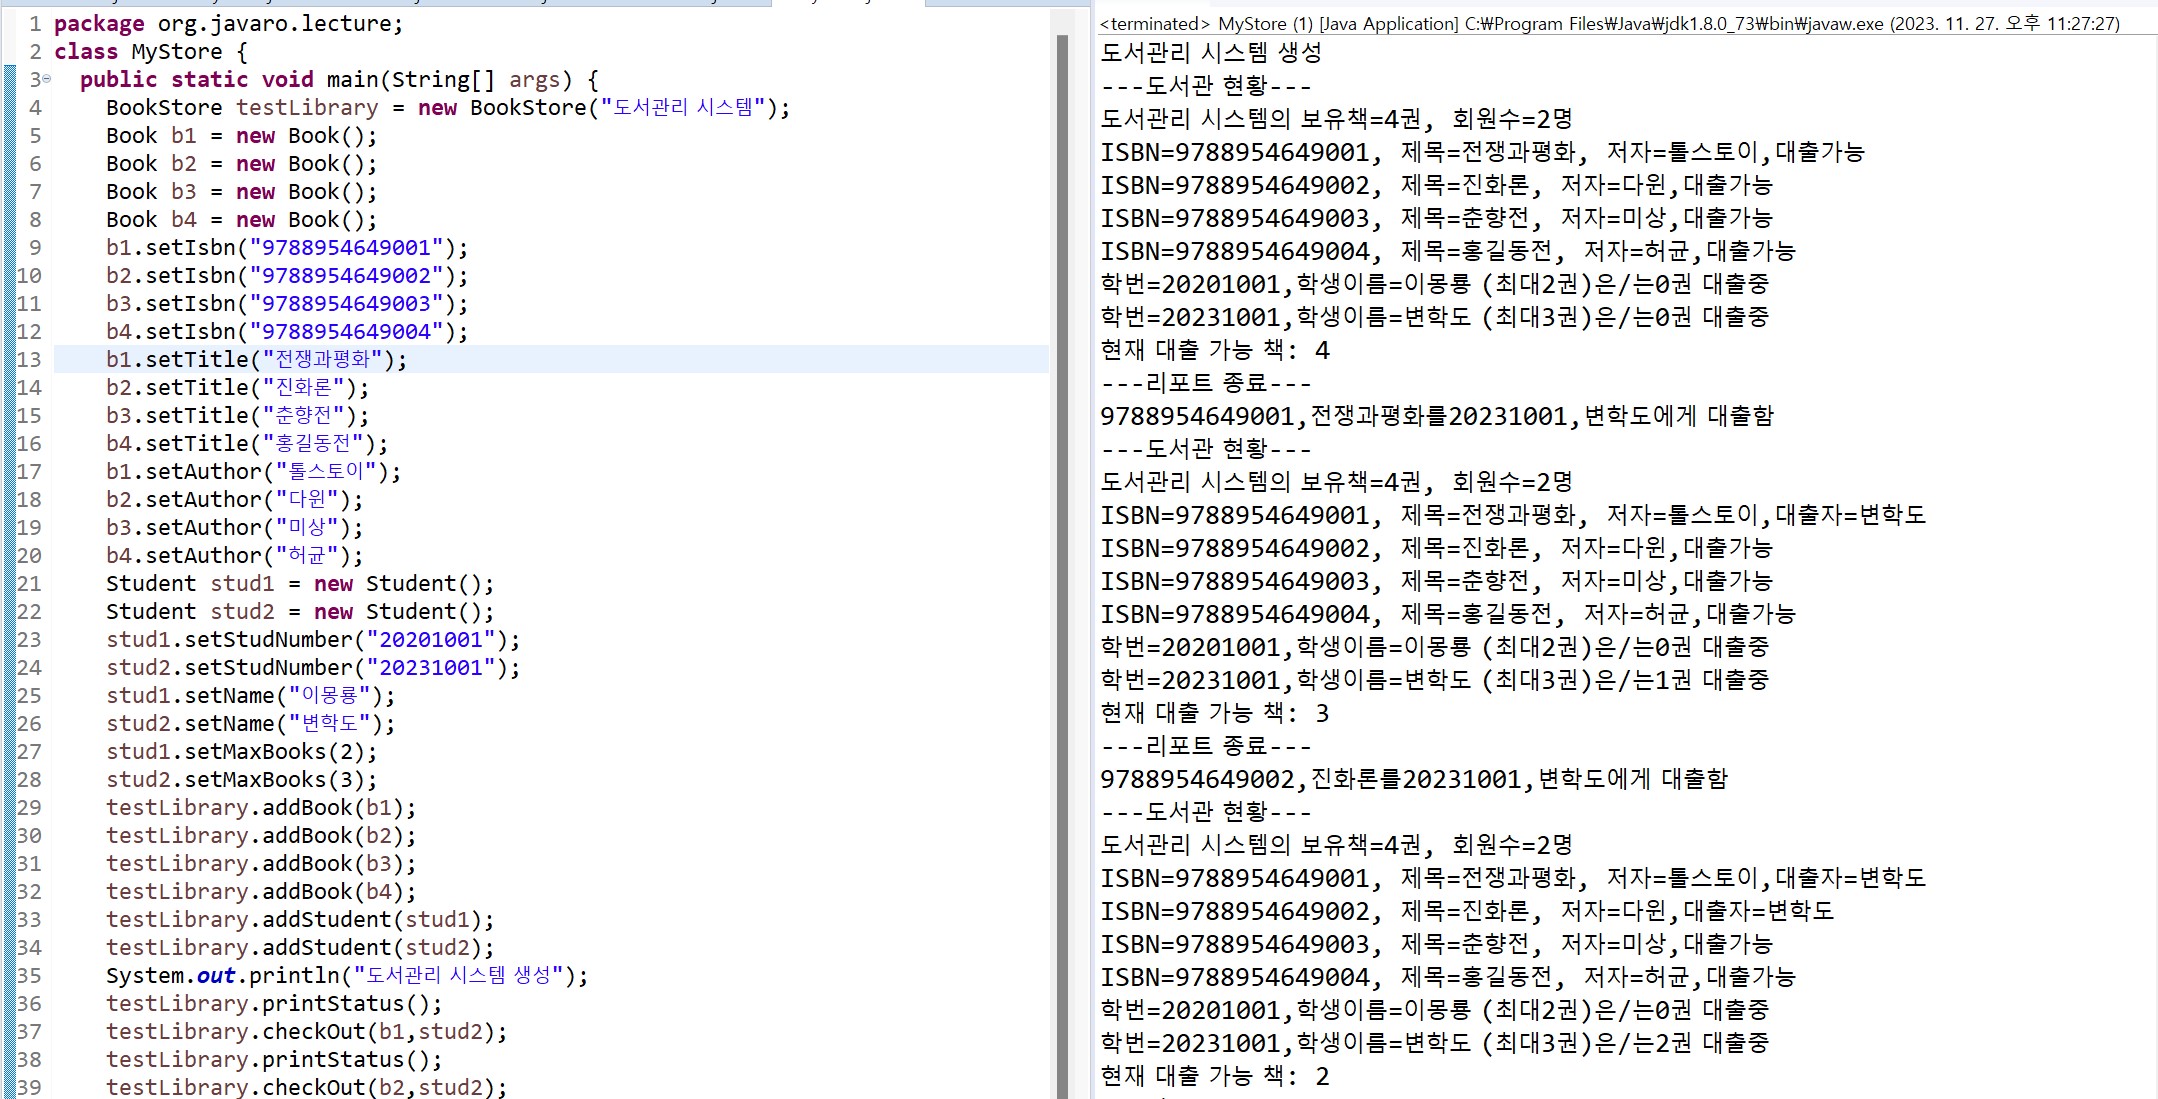 1 package org.javaro.lecture;
2 class MyStore {
3 public static void main(String[] args) {
4 BookStore testLibrary = new BookStore("도서관리 시스템");
5 Book b1 = new Book();
6 Book b2 = new Book();
7 Book b3 = new Book();
8 Book b4 = new Book();
9 b1.setIsbn("9788954649001");
10 b2.setIsbn("9788954649002");
11 b3.setIsbn("9788954649003");
12 b4.setIsbn("9788954649004");
13 b1.setTitle("전쟁과평화");
14 b2.setTitle("진화론");
15 b3.setTitle("춘향전");
16 b4.setTitle("홍길동전");
17 b1.setAuthor("톨스토이");
18 b2.setAuthor("다윈");
19 b3.setAuthor("미상");
20 b4.setAuthor("허균");
21 Student stud1 = new Student();
22 Student stud2 = new Student();
23 stud1.setStudNumber("20201001");
24 stud2.setStudNumber("20231001");
25 stud1.setName("이몽룡");
26 stud2.setName("변학도");
27 stud1.setMaxBooks(2);
28 stud2.setMaxBooks(3);
29 testLibrary.addBook(b1);
30 testLibrary.addBook(b2);
31 testLibrary.addBook(b3);
32 testLibrary.addBook(b4);
33 testLibrary.addStudent(stud1);
34 testLibrary.addStudent(stud2);
35 System.out.println("도서관리 시스템 생성");
36 testLibrary.printStatus();
37 testLibrary.checkOut(b1,stud2);
38 testLibrary.printStatus();
39 testLibrary.checkOut(b2,stud2);
<terminated> MyStore (1) [Java Application] C:₩Program Files₩Java₩jdk1.8.0_73₩bin₩javaw.exe (2023. 11. 27. 오후 11:27:27)
도서관리 시스템 생성
---도서관 현황---
도서관리 시스템의 보유책=4권, 회원수=2명
ISBN=9788954649001, 제목=전쟁과평화, 저자=톨스토이,대출가능
ISBN=9788954649002, 제목=진화론, 저자=다윈,대출가능
ISBN=9788954649003, 제목=춘향전, 저자=미상,대출가능
ISBN=9788954649004, 제목=홍길동전, 저자=허균,대출가능
학번=20201001,학생이름=이몽룡 (최대2권)은/는0권 대출중
학번=20231001,학생이름=변학도 (최대3권)은/는0권 대출중
현재 대출 가능 책: 4
---리포트 종료---
9788954649001,전쟁과평화를20231001,변학도에게 대출함
---도서관 현황---
도서관리 시스템의 보유책=4권, 회원수=2명
ISBN=9788954649001, 제목=전쟁과평화, 저자=톨스토이,대출자=변학도
ISBN=9788954649002, 제목=진화론, 저자=다윈,대출가능
ISBN=9788954649003, 제목=춘향전, 저자=미상,대출가능
ISBN=9788954649004, 제목=홍길동전, 저자=허균,대출가능
학번=20201001,학생이름=이몽룡 (최대2권)은/는0권 대출중
학번=20231001,학생이름=변학도 (최대3권)은/는1권 대출중
현재 대출 가능 책: 3
---리포트 종료---
9788954649002,진화론를20231001,변학도에게 대출함
---도서관 현황---
도서관리 시스템의 보유책=4권, 회원수=2명
ISBN=9788954649001, 제목=전쟁과평화, 저자=톨스토이,대출자=변학도
ISBN=9788954649002, 제목=진화론, 저자=다윈,대출자=변학도
ISBN=9788954649003, 제목=춘향전, 저자=미상,대출가능
ISBN=9788954649004, 제목=홍길동전, 저자=허균,대출가능
학번=20201001,학생이름=이몽룡 (최대2권)은/는0권 대출중
학번=20231001,학생이름=변학도 (최대3권)은/는2권 대출중
현재 대출 가능 책: 2